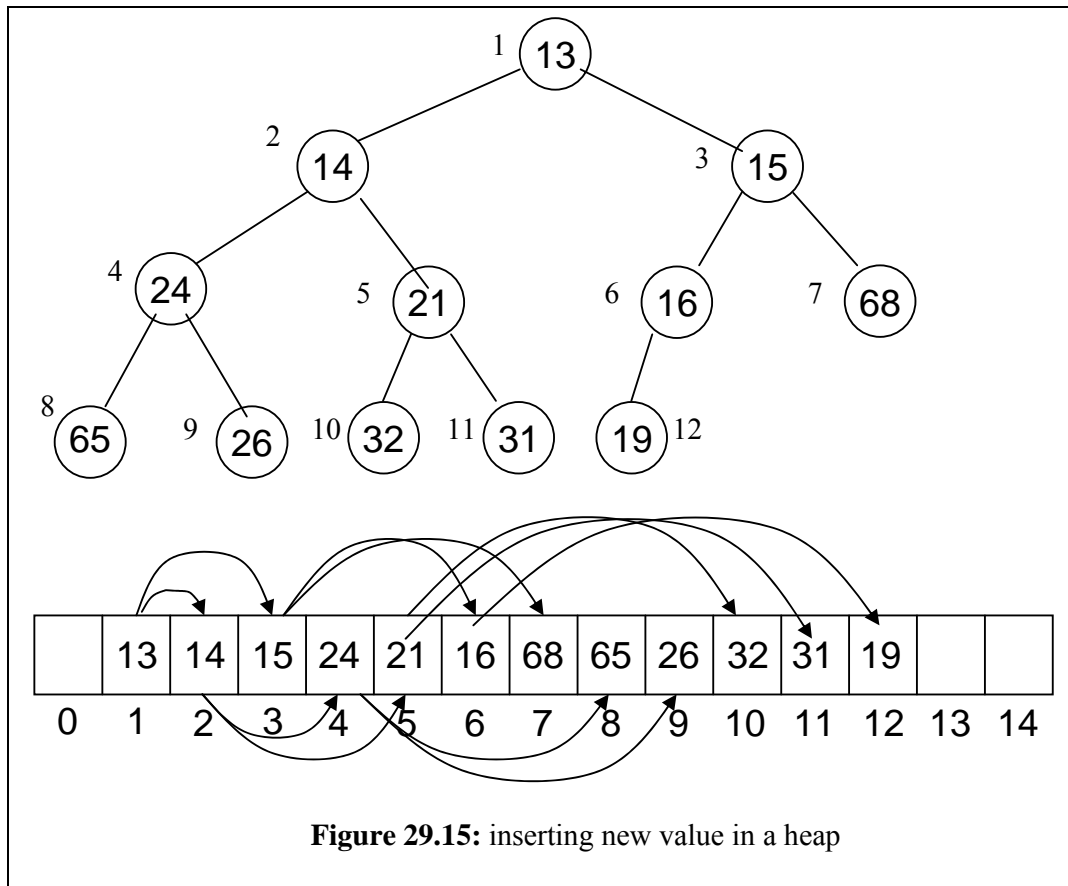 1 13
2 14 3 15
4 24 5 21 6 16 7 68
8 65 9 26 10 32 11 31 19 12
13 14 15 24 21 16 68 65 26 32 31 19
0 1 2 3 4 5 6 7 8 9 10 11 12 13 14
Figure 29.15: inserting new value in a heap